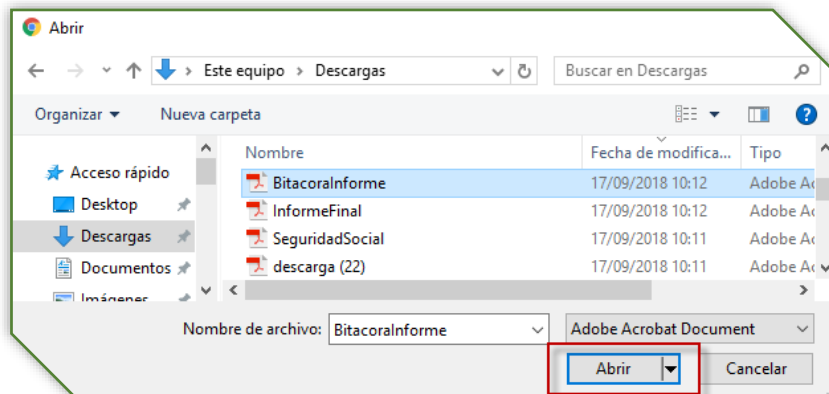 Abrir
Este equipo > Descargas
Buscar en Descargas
Organizar
Nueva carpeta
Nombre
Fecha de modifica...
Tipo
Acceso rápido
BitacoraInforme
17/09/2018 10:12
Adobe Ac
Desktop
InformeFinal
17/09/2018 10:12
Adobe Ac
Descargas
SeguridadSocial
17/09/2018 10:11
Adobe Ac
Documentos
descarga (22)
17/09/2018 10:11
Adobe Ac
Imágenes
Nombre de archivo:
BitacoraInforme
Adobe Acrobat Document
Abrir
Cancelar